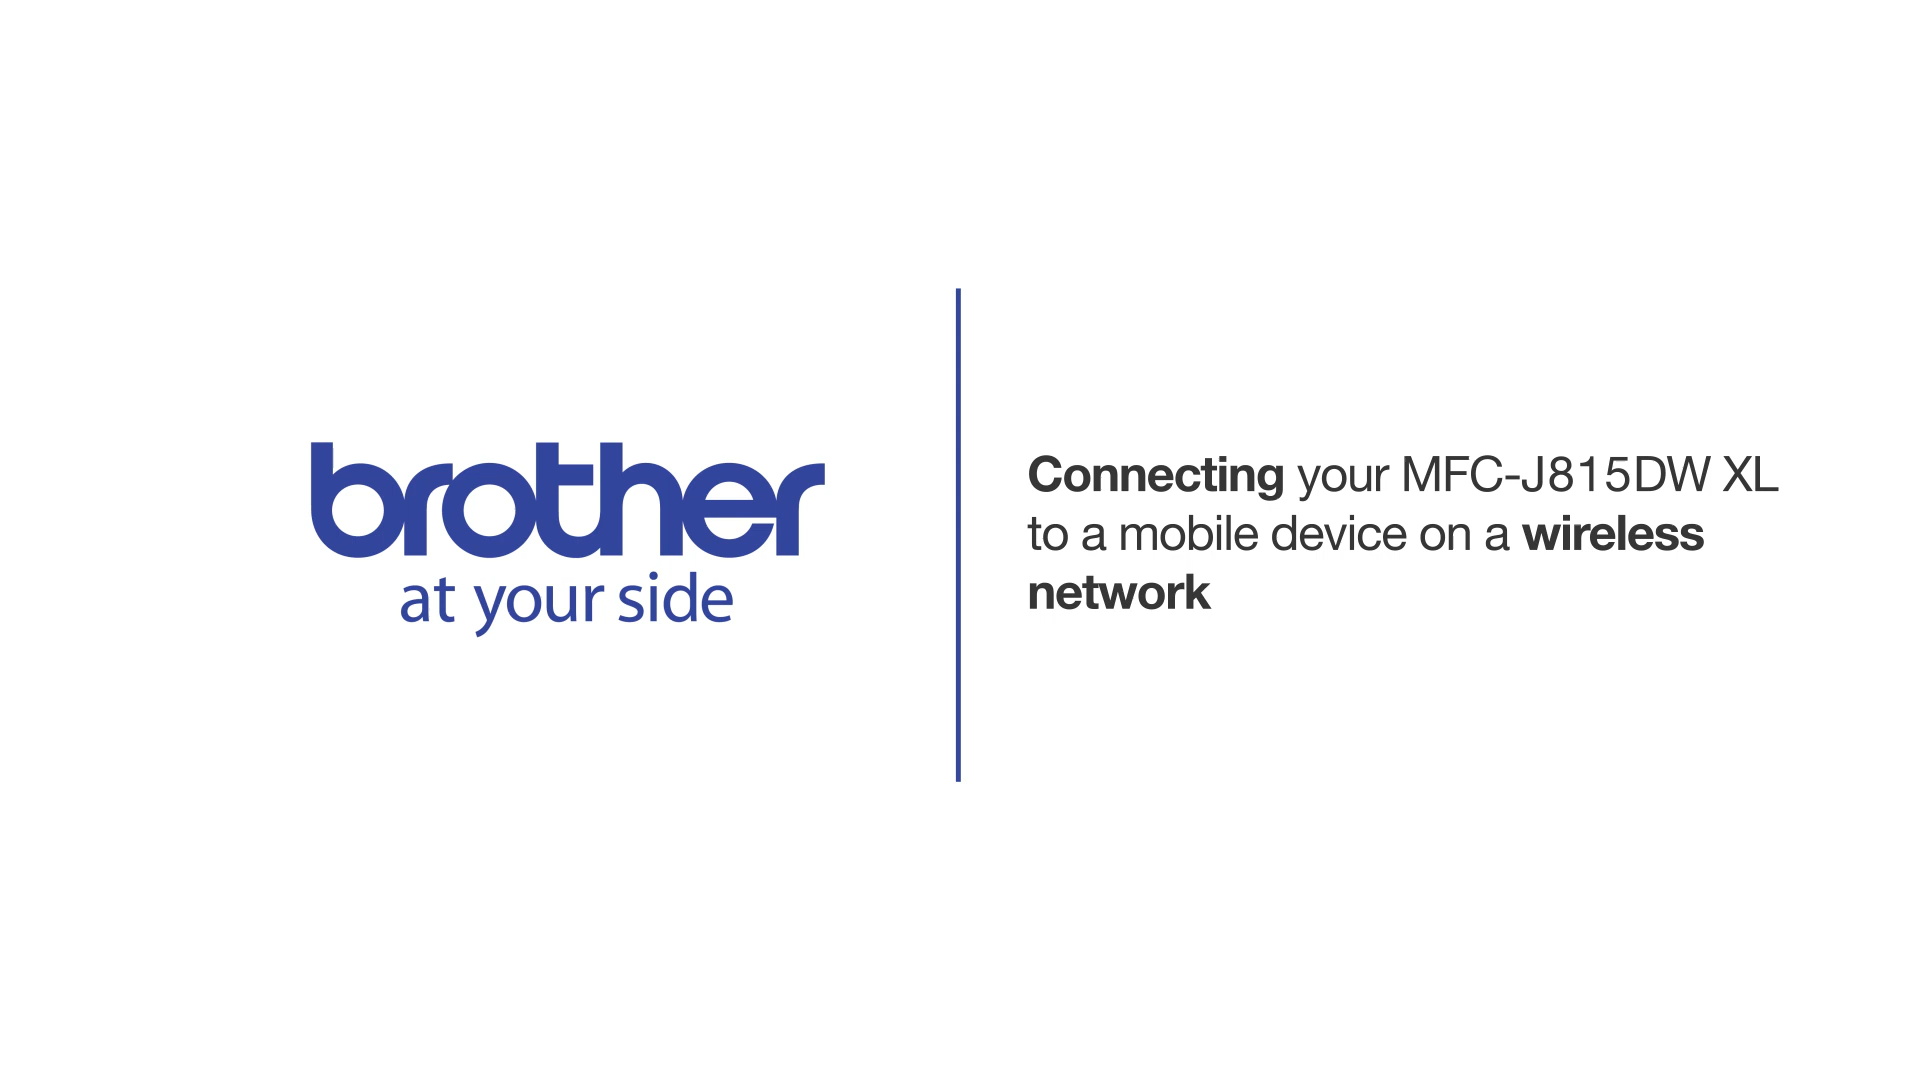 brother
at your side
Connecting your MFC-J815DW XL
to a mobile device on a wireless
network